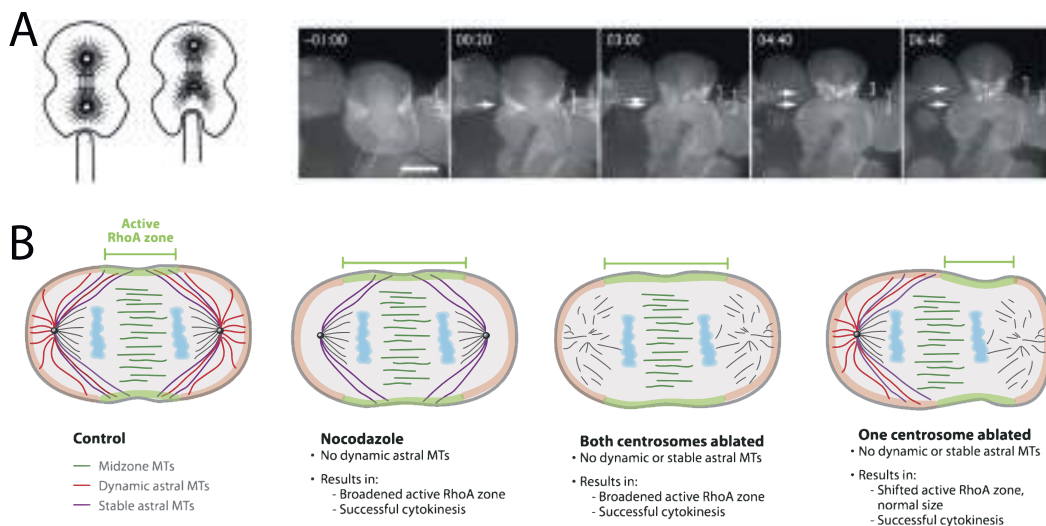 A
-01:00
00:20
03:00
04:40
06:40
B
Active
RhoA zone
Control
Midzone MTs
Dynamic astral MTs
Stable astral MTs
Nocodazole
• No dynamic astral MTs
• Results in:
- Broadened active RhoA zone
- Successful cytokinesis
Both centrosomes ablated
• No dynamic or stable astral MTs
• Results in:
- Broadened active RhoA zone
- Successful cytokinesis
One centrosome ablated
• No dynamic or stable astral MTs
• Results in:
- Shifted active RhoA zone,
normal size
- Successful cytokinesis